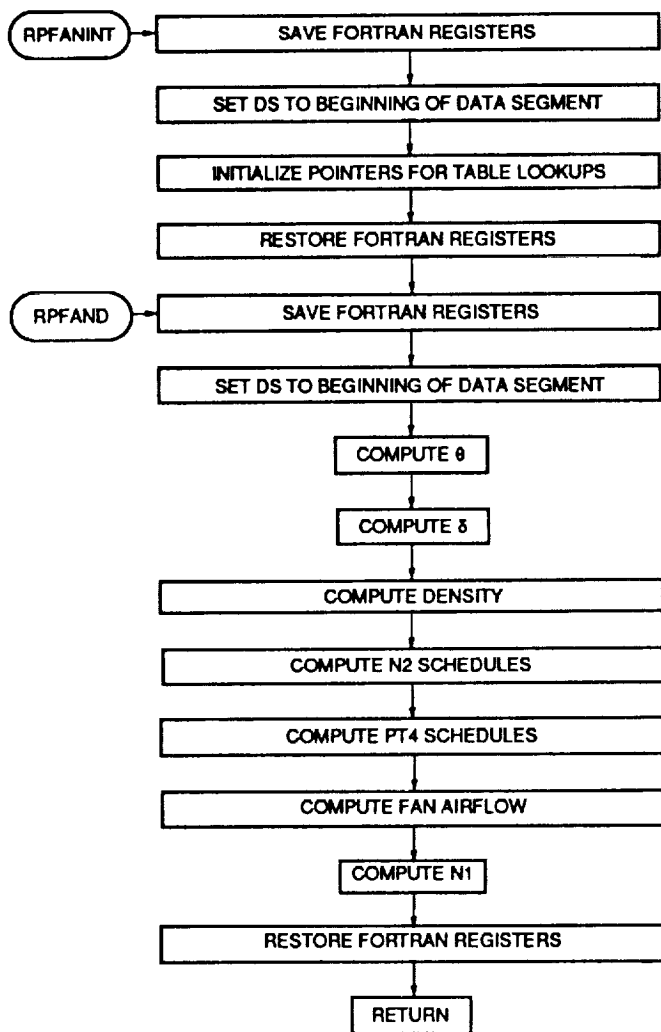 RPFANINT
SAVE FORTRAN REGISTERS
SET DS TO BEGINNING OF DATA SEGMENT
INITIALIZE POINTERS FOR TABLE LOOKUPS
RESTORE FORTRAN REGISTERS
RPFAND
SAVE FORTRAN REGISTERS
SET DS TO BEGINNING OF DATA SEGMENT
COMPUTE θ
COMPUTE δ
COMPUTE DENSITY
COMPUTE N2 SCHEDULES
COMPUTE PT4 SCHEDULES
COMPUTE FAN AIRFLOW
COMPUTE N1
RESTORE FORTRAN REGISTERS
RETURN